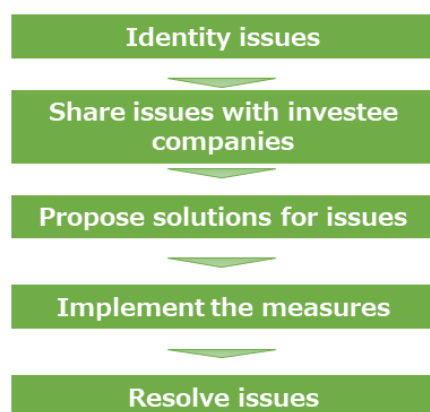 Identity issues
Share issues with investee
companies
Propose solutions for issues
Implement the measures
Resolve issues